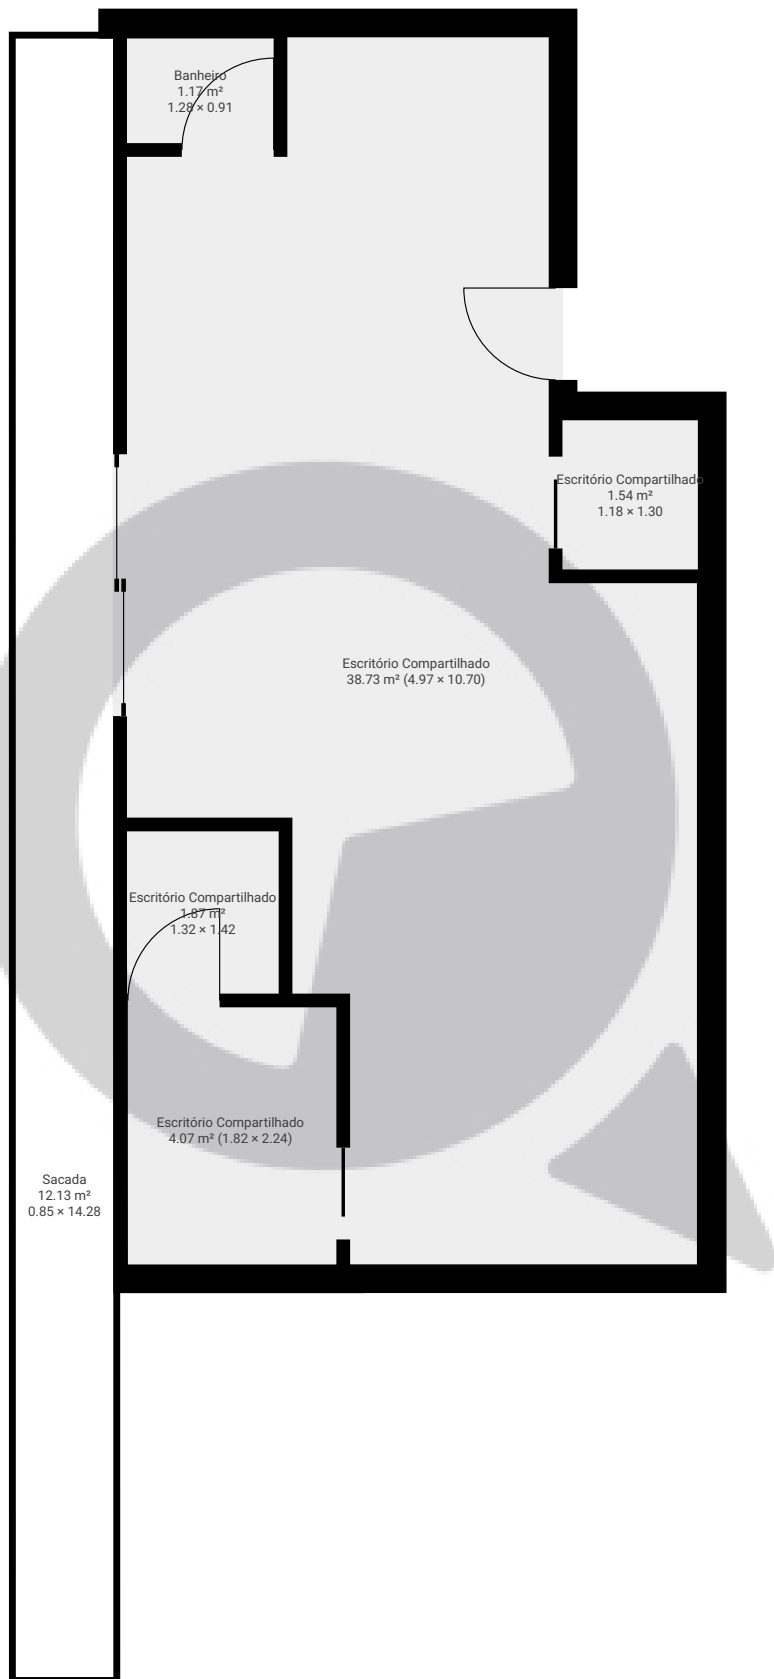 Banheiro
1.17 m²
1.28 × 0.91
Escritório Compartilhado
1.54 m²
1.18 × 1.30
Escritório Compartilhado
38.73 m² (4.97 × 10.70)
Escritório Compartilhado
1.87 m²
1.32 × 1.42
Escritório Compartilhado
4.07 m² (1.82 × 2.24)
Sacada
12.13 m²
0.85 × 14.28